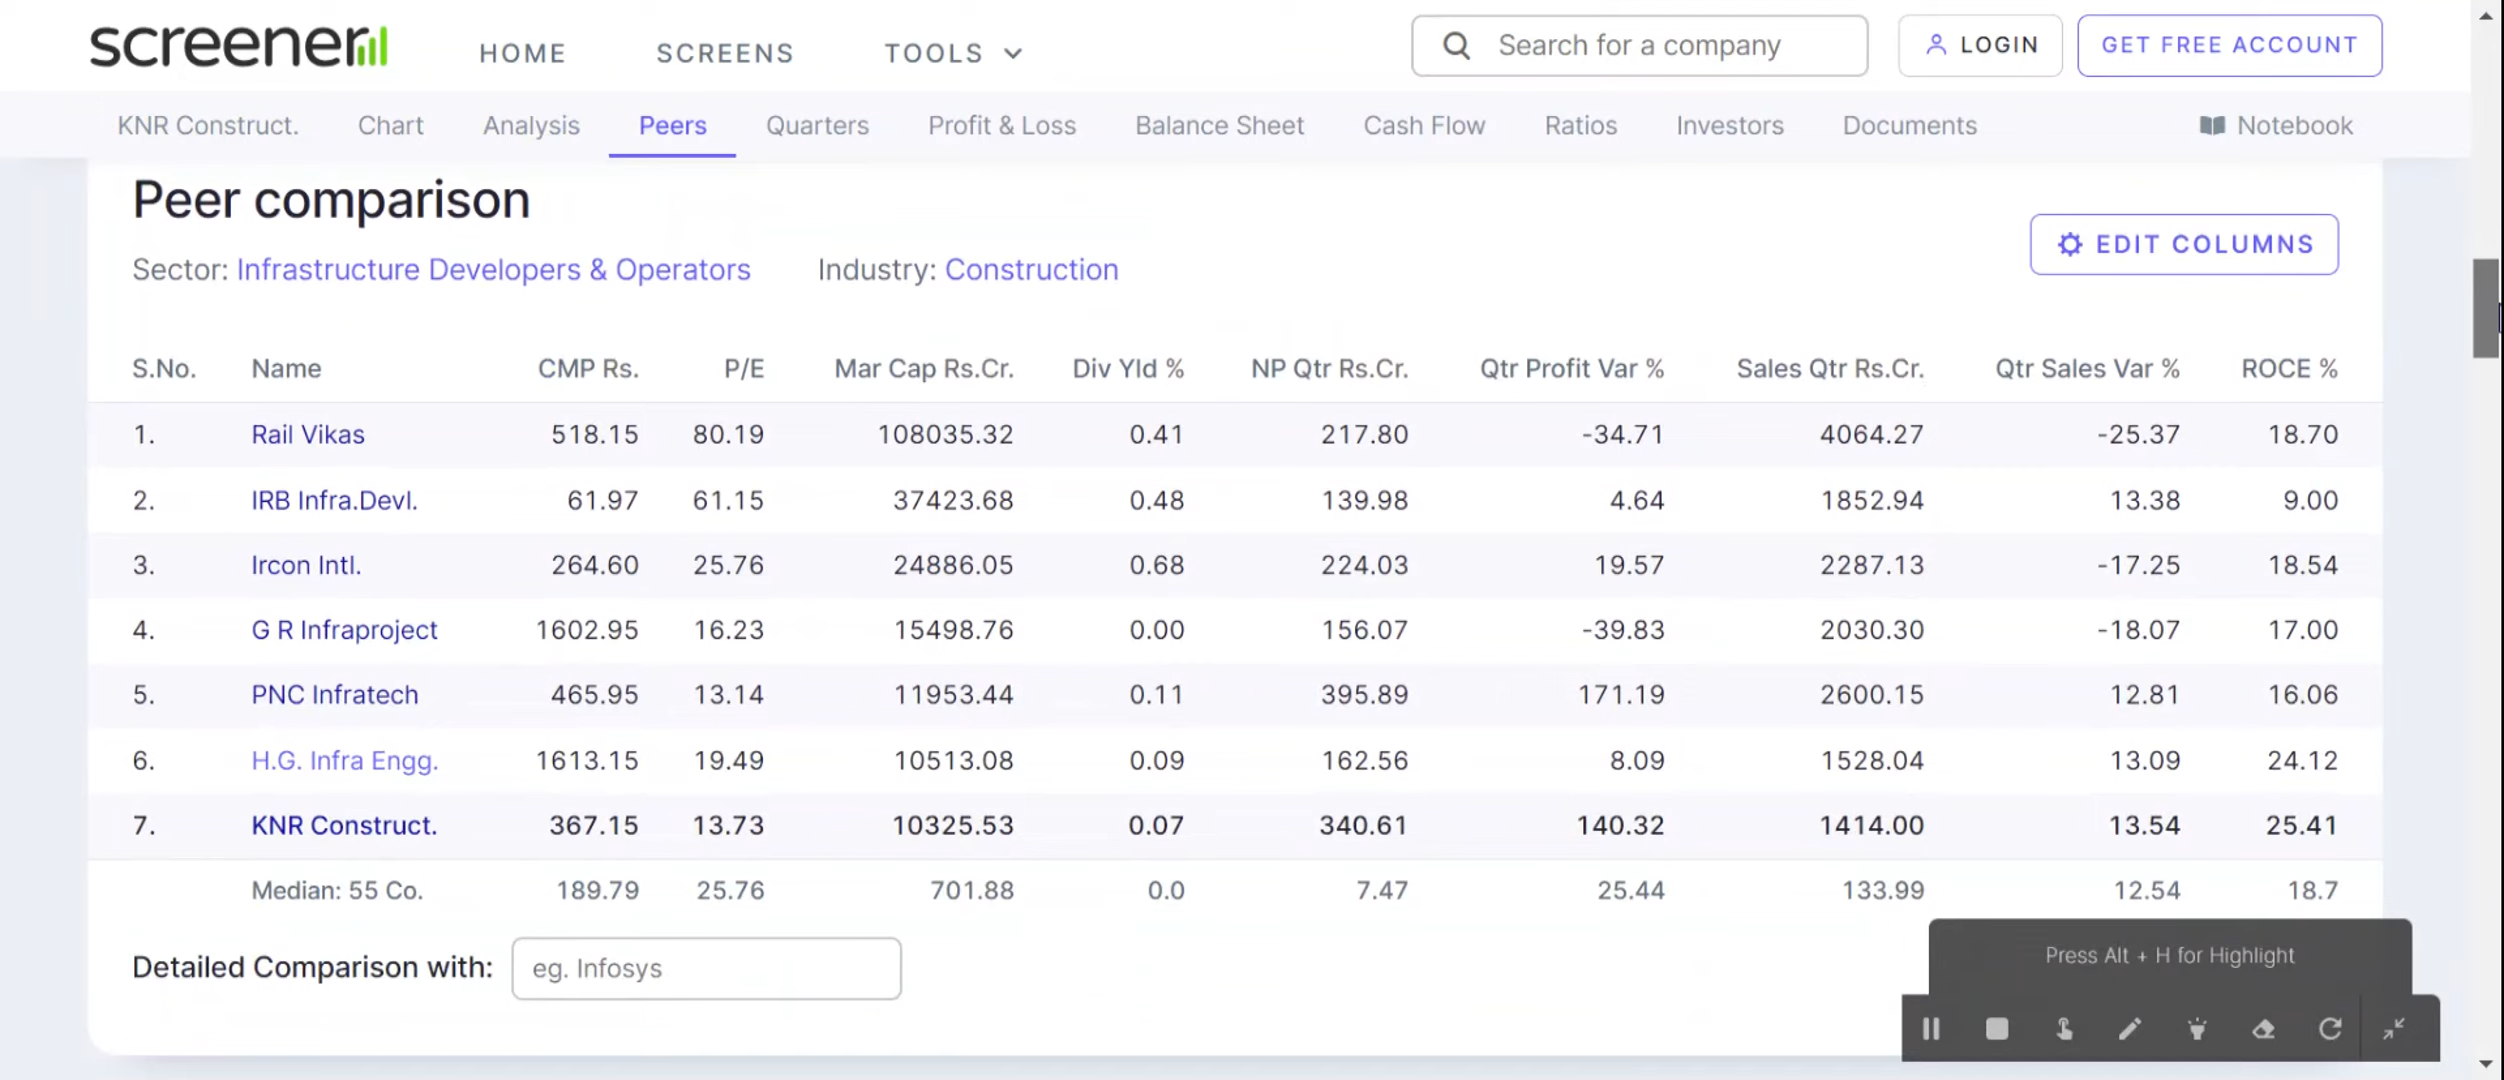 screener
HOME SCREENS TOOLS
Search for a company
LOGIN
GET FREE ACCOUNT
KNR Construct. Chart Analysis Peers Quarters Profit & Loss Balance Sheet Cash Flow Ratios Investors Documents Notebook
Peer comparison
EDIT COLUMNS
Sector: Infrastructure Developers & Operators Industry: Construction
S.No. Name CMP Rs. P/E Mar Cap Rs.Cr. Div Yld % NP Qtr Rs.Cr. Qtr Profit Var % Sales Qtr Rs.Cr. Qtr Sales Var % ROCE %
1. Rail Vikas 518.15 80.19 108035.32 0.41 217.80 -34.71 4064.27 -25.37 18.70
2. IRB Infra.Devl. 61.97 61.15 37423.68 0.48 139.98 4.64 1852.94 13.38 9.00
3. Ircon Intl. 264.60 25.76 24886.05 0.68 224.03 19.57 2287.13 -17.25 18.54
4. G R Infraproject 1602.95 16.23 15498.76 0.00 156.07 -39.83 2030.30 -18.07 17.00
5. PNC Infratech 465.95 13.14 11953.44 0.11 395.89 171.19 2600.15 12.81 16.06
6. H.G. Infra Engg. 1613.15 19.49 10513.08 0.09 162.56 8.09 1528.04 13.09 24.12
7. KNR Construct. 367.15 13.73 10325.53 0.07 340.61 140.32 1414.00 13.54 25.41
Median: 55 Co. 189.79 25.76 701.88 0.0 7.47 25.44 133.99 12.54 18.7
Detailed Comparison with: eg. Infosys
Press Alt + H for Highlight